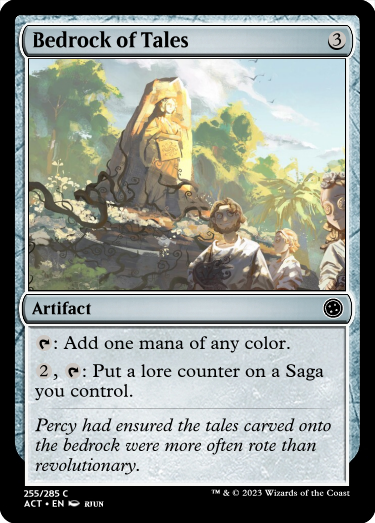 Bedrock of Tales 3
Artifact
: Add one mana of any color.
2, : Put a lore counter on a Saga
you control.
Percy had ensured the tales carved onto
the bedrock were more often rote than
revolutionary.
255/285 C
ACT • EN RJUN
™ & © 2023 Wizards of the Coast